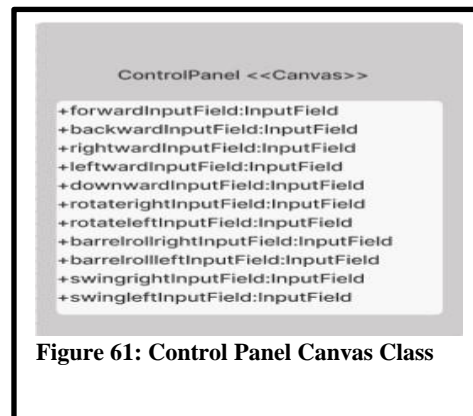 ControlPanel <<Canvas>>
+forwardInputField:InputField
+backwardInputField:InputField
+rightwardInputField:InputField
+leftwardInputField:InputField
+downwardInputField:InputField
+rotaterightInputField:InputField
+rotateleftInputField:InputField
+barrelrollrightInputField:InputField
+barrelrollleftInputField:InputField
+swingrightInputField:InputField
+swingleftInputField:InputField
Figure 61: Control Panel Canvas Class